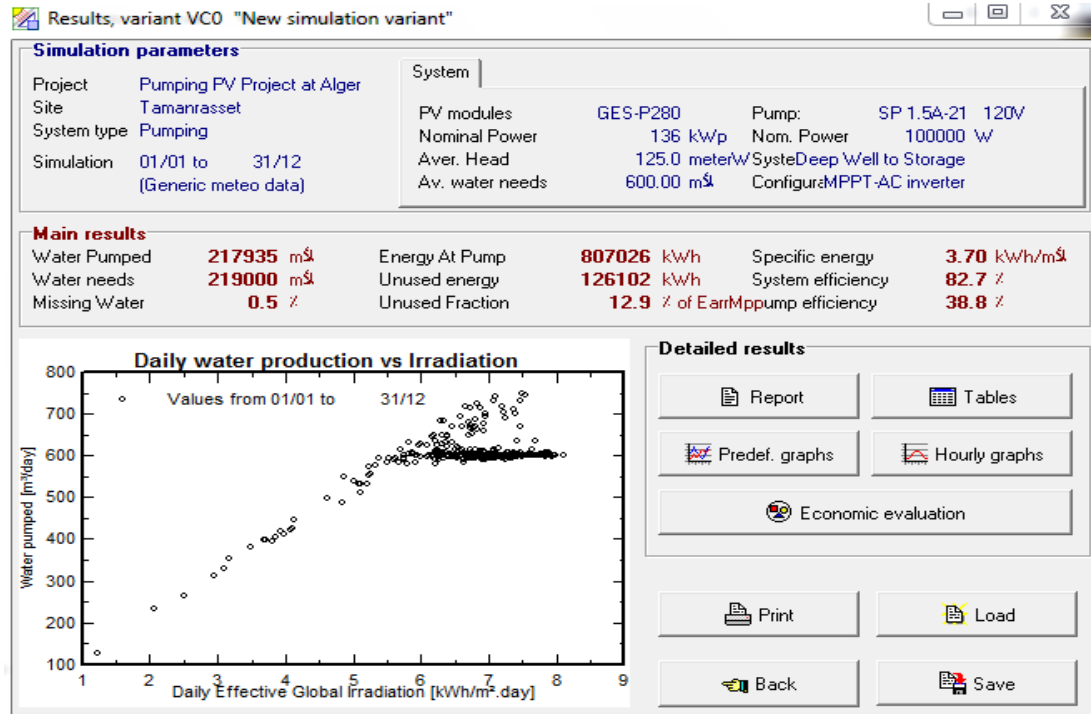 Results, variant VC0 "New simulation variant"
Simulation parameters
Project Pumping PV Project at Alger
Site Tamanrasset
System type Pumping
Simulation 01/01 to 31/12
(Generic meteo data)
System
PV modules GES-P280 Pump: SP 1.5A-21 120V
Nominal Power 136 kWp Nom. Power 100000 W
Aver. Head 125.0 meterW SysteDeep Well to Storage
Av. water needs 600.00 m³ ConfiguraMPPT-AC inverter
Main results
Water Pumped 217935 m³ Energy At Pump 807026 kWh Specific energy 3.70 kWh/m³
Water needs 219000 m³ Unused energy 126102 kWh System efficiency 82.7 %
Missing Water 0.5 % Unused Fraction 12.9 % of EarrMppump efficiency 38.8 %
Daily water production vs Irradiation
Values from 01/01 to 31/12
Water pumped [m³/day]
800
700
600
500
400
300
200
100
1 2 3 4 5 6 7 8 9
Daily Effective Global Irradiation [kWh/m².day]
Detailed results
Report
Tables
Predef. graphs
Hourly graphs
Economic evaluation
Print
Load
Back
Save